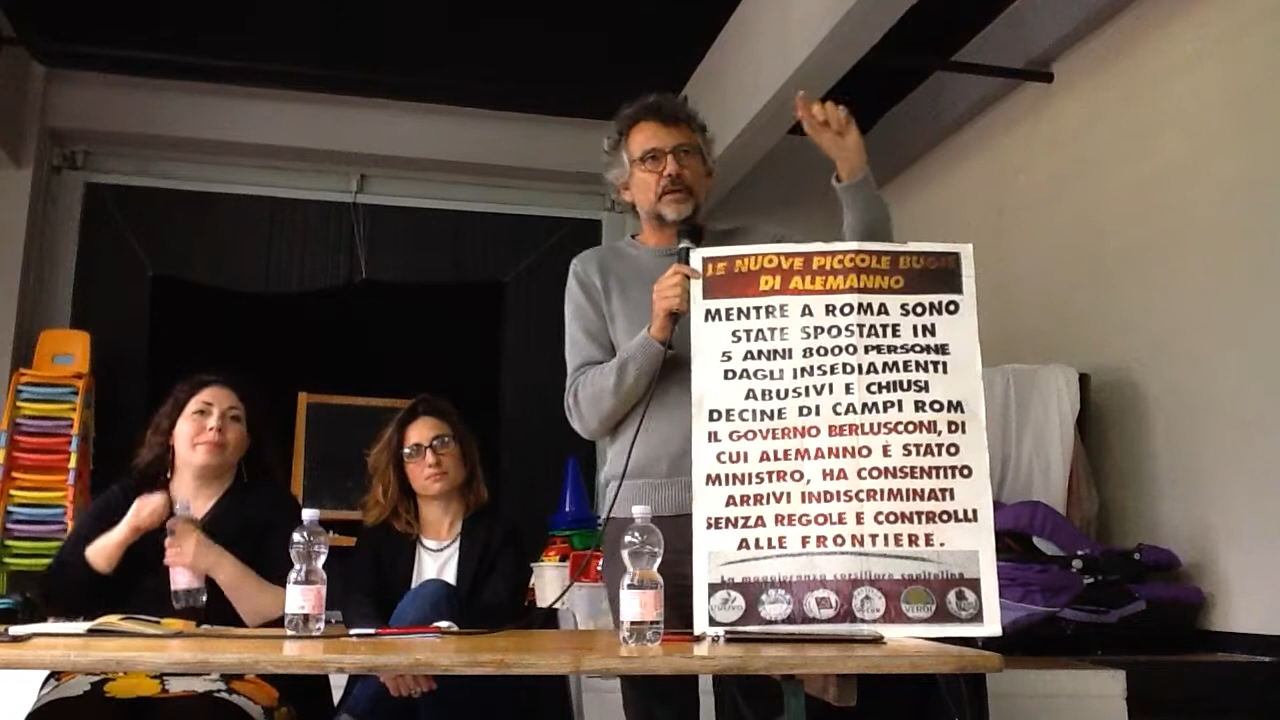 LE NUOVE PICCOLE BUGIE
DI ALEMANNO
MENTRE A ROMA SONO
STATE SPOSTATE IN
5 ANNI 8000 PERSONE
DAGLI INSEDIAMENTI
ABUSIVI E CHIUSI
DECINE DI CAMPI ROM
IL GOVERNO BERLUSCONI, DI
CUI ALEMANNO È STATO
MINISTRO, HA CONSENTITO
ARRIVI INDISCRIMINATI
SENZA REGOLE E CONTROLLI
ALLE FRONTIERE.
La maggioranza consiliare capitolina
L'ULIVO
VERDI